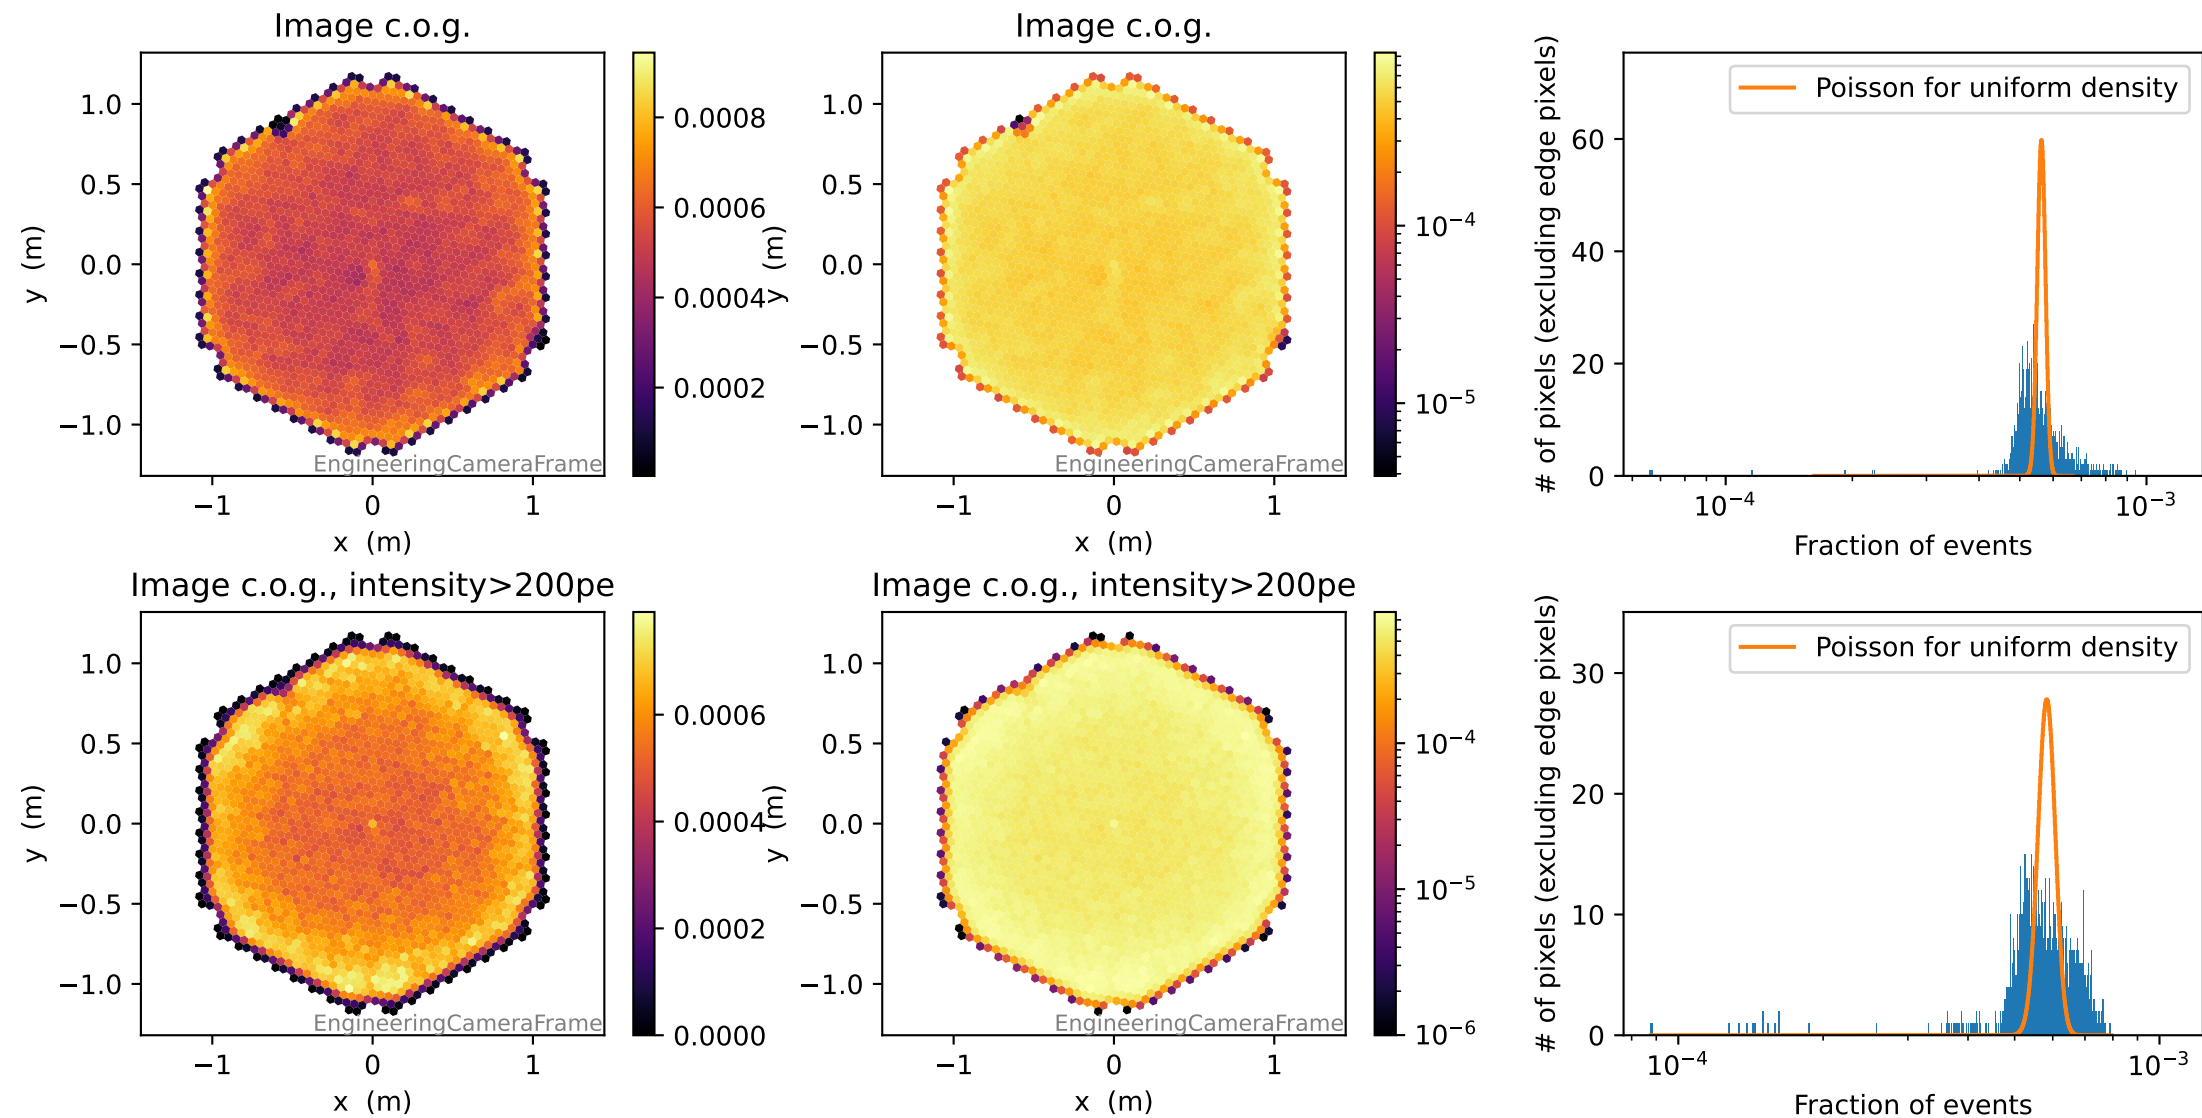 Image c.o.g.
1.0
0.5
0.0
−0.5
−1.0
y (m)
−1
0
1
x (m)
EngineeringCameraFrame
0.0008
0.0006
0.0004
0.0002
Image c.o.g.
1.0
0.5
0.0
−0.5
−1.0
y (m)
−1
0
1
x (m)
EngineeringCameraFrame
10⁻⁴
10⁻⁵
# of pixels (excluding edge pixels)
60
40
20
0
Poisson for uniform density
10⁻⁴
10⁻³
Fraction of events
Image c.o.g., intensity>200pe
1.0
0.5
0.0
−0.5
−1.0
y (m)
−1
0
1
x (m)
EngineeringCameraFrame
0.0006
0.0004
0.0002
0.0000
Image c.o.g., intensity>200pe
1.0
0.5
0.0
−0.5
−1.0
y (m)
−1
0
1
x (m)
EngineeringCameraFrame
10⁻⁴
10⁻⁵
10⁻⁶
# of pixels (excluding edge pixels)
30
20
10
0
Poisson for uniform density
10⁻⁴
10⁻³
Fraction of events